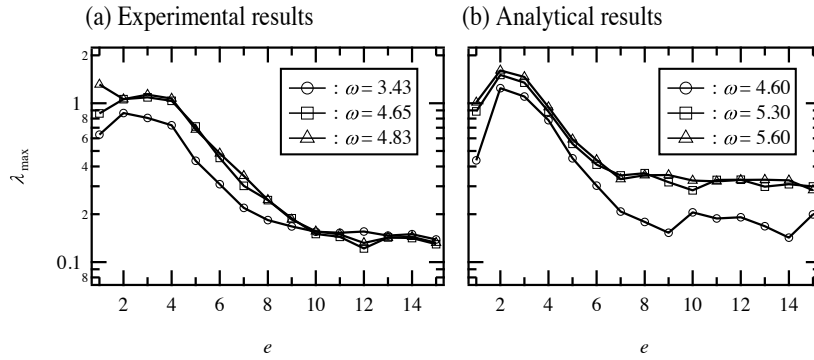 (a) Experimental results
(b) Analytical results
2
1
8
6
4
2
0.1
8
λmax
: ω = 3.43
: ω = 4.65
: ω = 4.83
: ω = 4.60
: ω = 5.30
: ω = 5.60
2 4 6 8 10 12 14
2 4 6 8 10 12 14
e
e